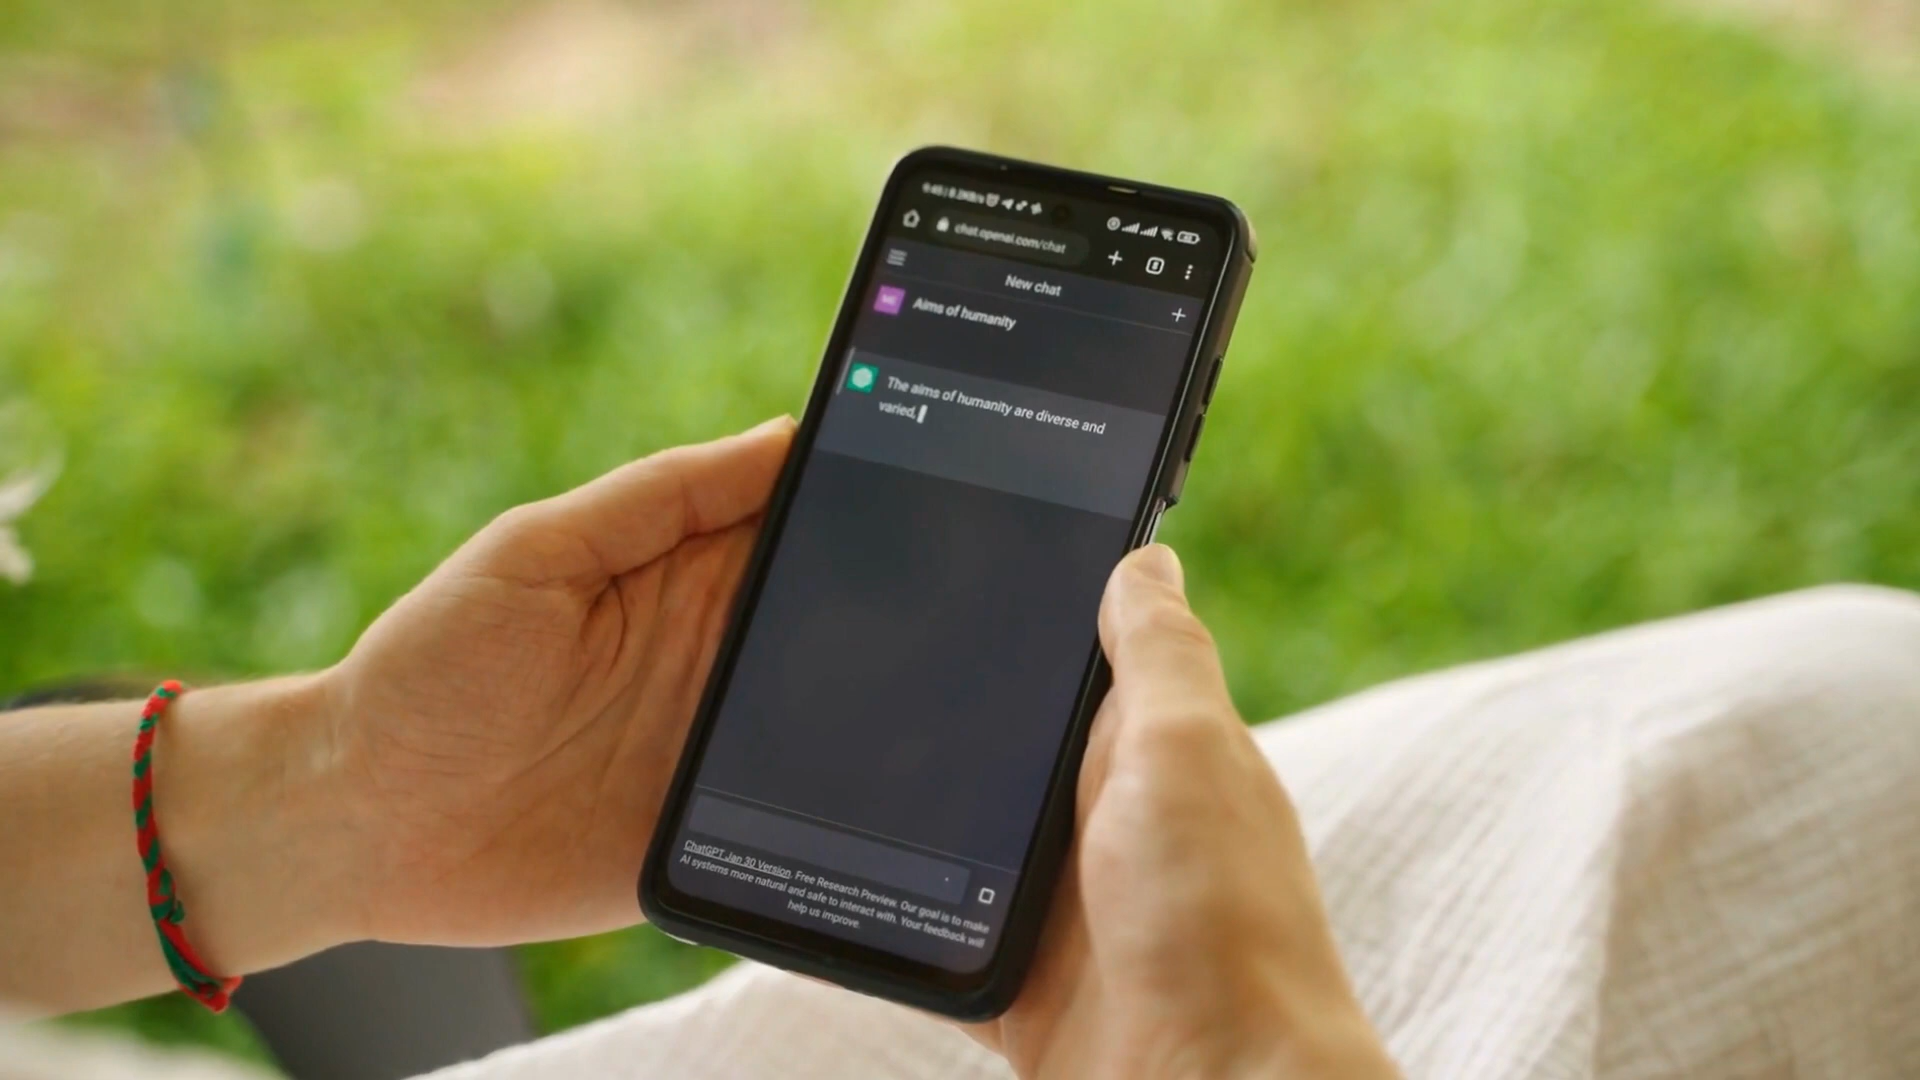 chat.openai.com/chat
New chat
Aims of humanity
The aims of humanity are diverse and
varied,
ChatGPT Jan 30 Version. Free Research Preview. Our goal is to make
AI systems more natural and safe to interact with. Your feedback will
help us improve.